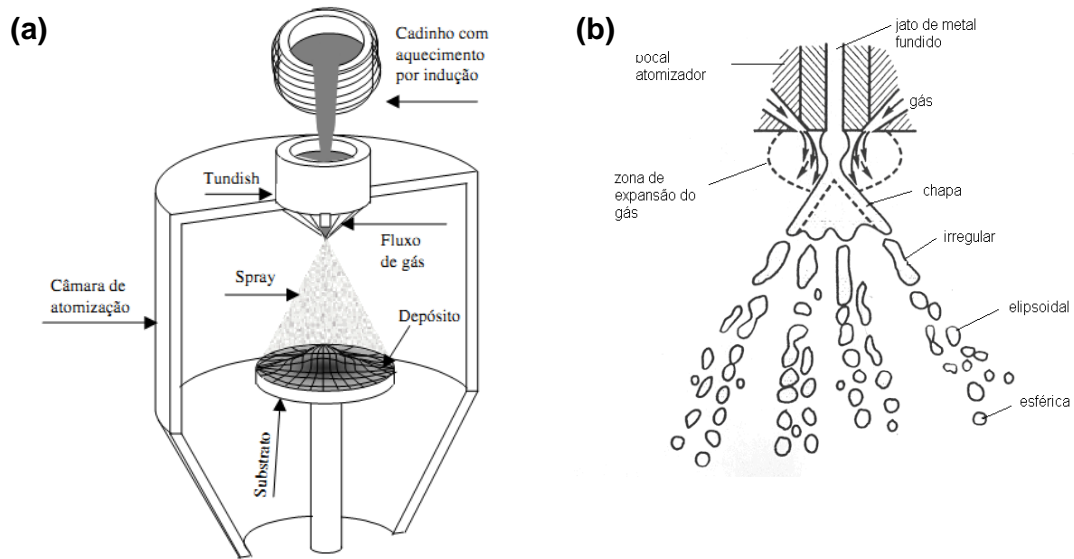 (a)
Cadinho com
aquecimento
por indução
Tundish
Fluxo
de gás
Câmara de
atomização
Spray
Depósito
Substrato
(b)
jato de metal
fundido
bocal
atomizador
gás
zona de
expansão do
gás
chapa
irregular
elipsoidal
esférica